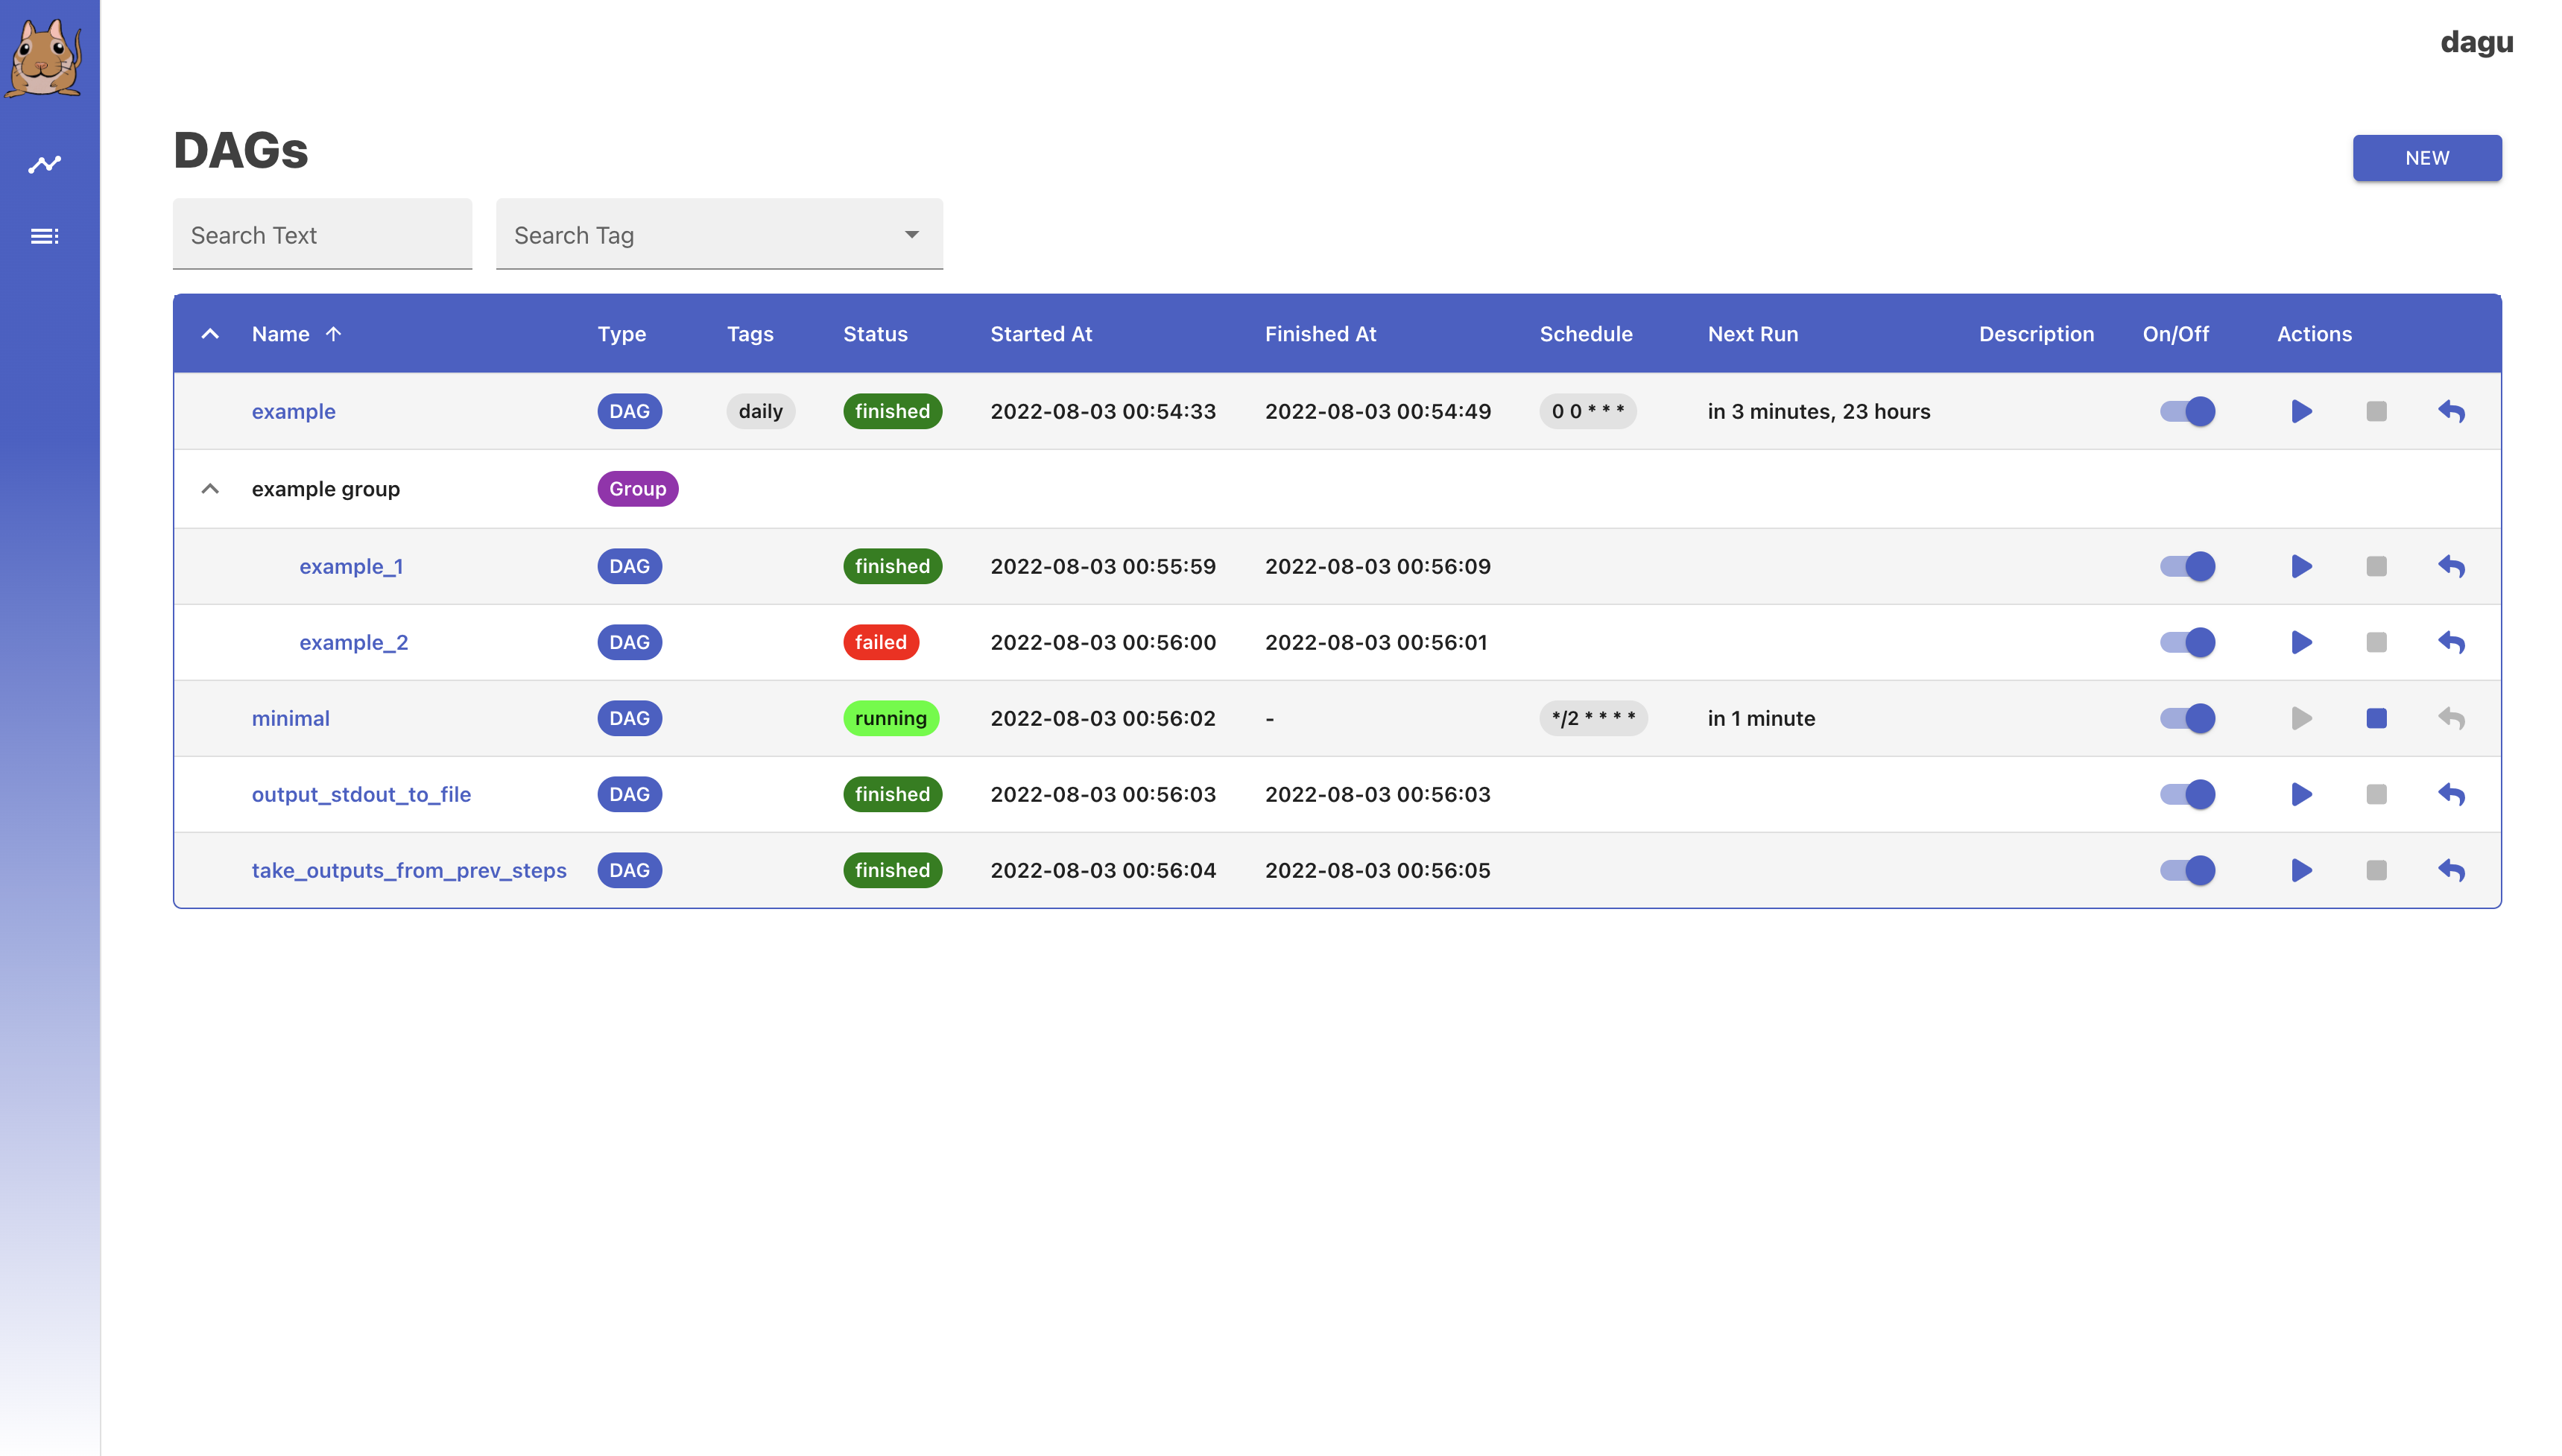 dagu
DAGs
NEW
Search Text Search Tag
Name Type Tags Status Started At Finished At Schedule Next Run Description On/Off Actions
example DAG daily finished 2022-08-03 00:54:33 2022-08-03 00:54:49 0 0 * * * in 3 minutes, 23 hours
example group Group
example_1 DAG finished 2022-08-03 00:55:59 2022-08-03 00:56:09
example_2 DAG failed 2022-08-03 00:56:00 2022-08-03 00:56:01
minimal DAG running 2022-08-03 00:56:02 - */2 * * * * in 1 minute
output_stdout_to_file DAG finished 2022-08-03 00:56:03 2022-08-03 00:56:03
take_outputs_from_prev_steps DAG finished 2022-08-03 00:56:04 2022-08-03 00:56:05